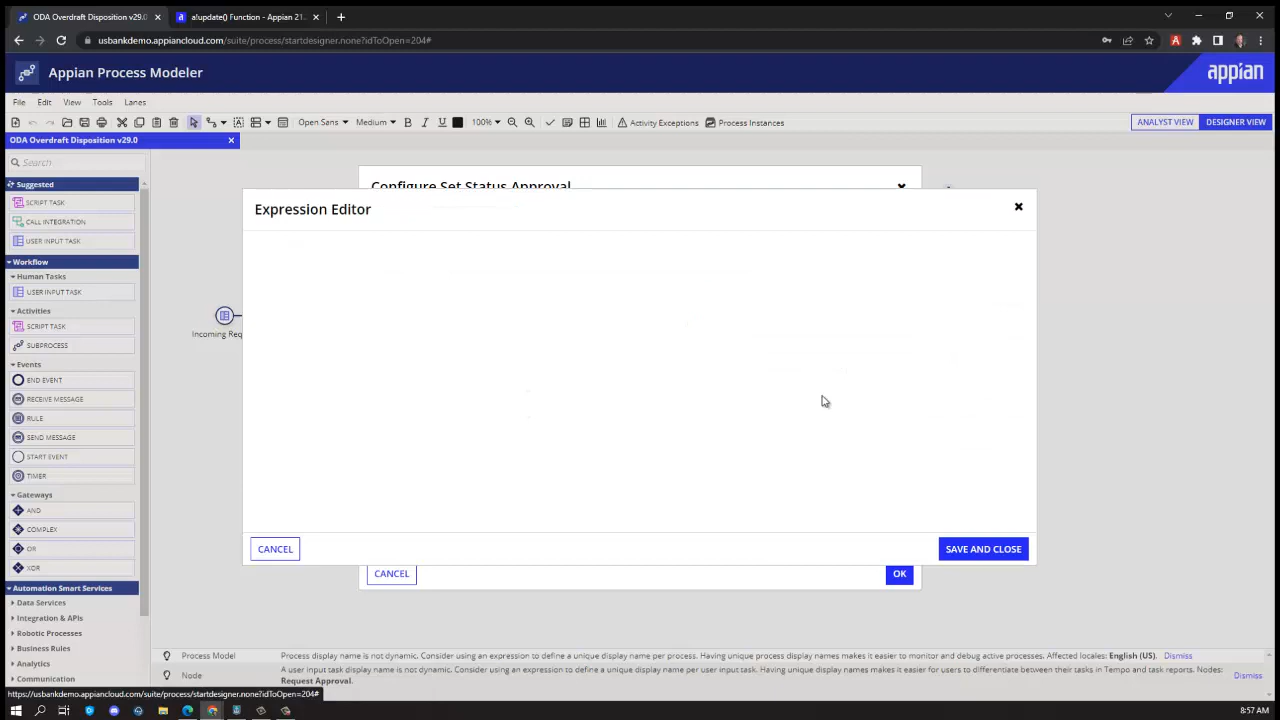 ODA Overdraft Disposition v29.0
a!update() Function - Appian 21.
usbankdemo.appiancloud.com/suite/process/startdesigner.none?idToOpen=204#
Appian Process Modeler
appian
File Edit View Tools Lanes
Open Sans Medium B I U 100% Activity Exceptions Process Instances ANALYST VIEW DESIGNER VIEW
ODA Overdraft Disposition v29.0
Search
Suggested
SCRIPT TASK
CALL INTEGRATION
USER INPUT TASK
Workflow
Human Tasks
USER INPUT TASK
Activities
SCRIPT TASK
SUBPROCESS
Events
END EVENT
RECEIVE MESSAGE
RULE
SEND MESSAGE
START EVENT
TIMER
Gateways
AND
COMPLEX
OR
XOR
Automation Smart Services
Data Services
Integration & APIs
Robotic Processes
Business Rules
Analytics
Communication
Incoming Req
Configure Set Status Approval
Expression Editor
CANCEL SAVE AND CLOSE
CANCEL OK
Process Model Process display name is not dynamic. Consider using an expression to define a unique display name per process. Having unique process display names makes it easier to monitor and debug active processes. Affected locales: English (US). Dismiss
Node A user input task display name is not dynamic. Consider using an expression to define a unique display name per user input task. Having unique display names makes it easier for users to differentiate between their tasks in Tempo and task reports. Nodes: Request Approval. Dismiss
https://usbankdemo.appiancloud.com/suite/process/startdesigner.none?idToOpen=204#
8:57 AM